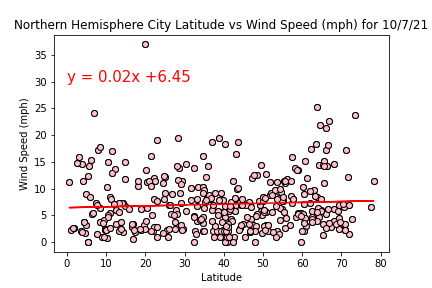 Northern Hemisphere City Latitude vs Wind Speed (mph) for 10/7/21
35
y = 0.02x +6.45
30
25
20
15
10
5
0
Wind Speed (mph)
0 10 20 30 40 50 60 70 80
Latitude